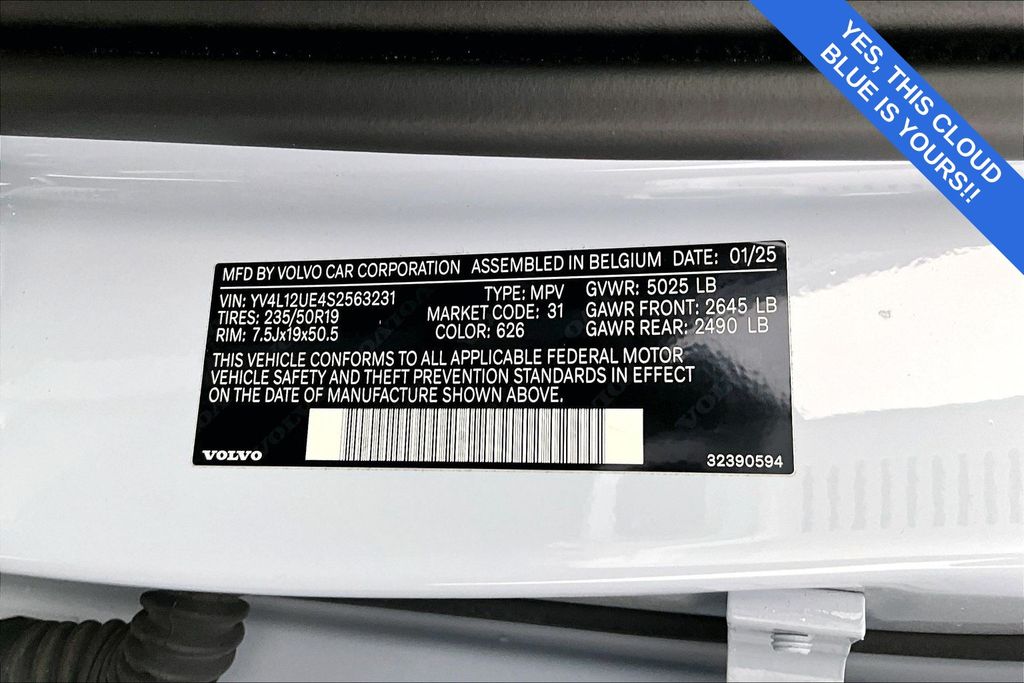 YES, THIS CLOUD
BLUE IS YOURS!!
MFD BY VOLVO CAR CORPORATION ASSEMBLED IN BELGIUM DATE: 01/25
VIN: YV4L12UE4S2563231 TYPE: MPV GVWR: 5025 LB
TIRES: 235/50R19 MARKET CODE: 31 GAWR FRONT: 2645 LB
RIM: 7.5Jx19x50.5 COLOR: 626 GAWR REAR: 2490 LB
THIS VEHICLE CONFORMS TO ALL APPLICABLE FEDERAL MOTOR
VEHICLE SAFETY AND THEFT PREVENTION STANDARDS IN EFFECT
ON THE DATE OF MANUFACTURE SHOWN ABOVE.
VOLVO 32390594